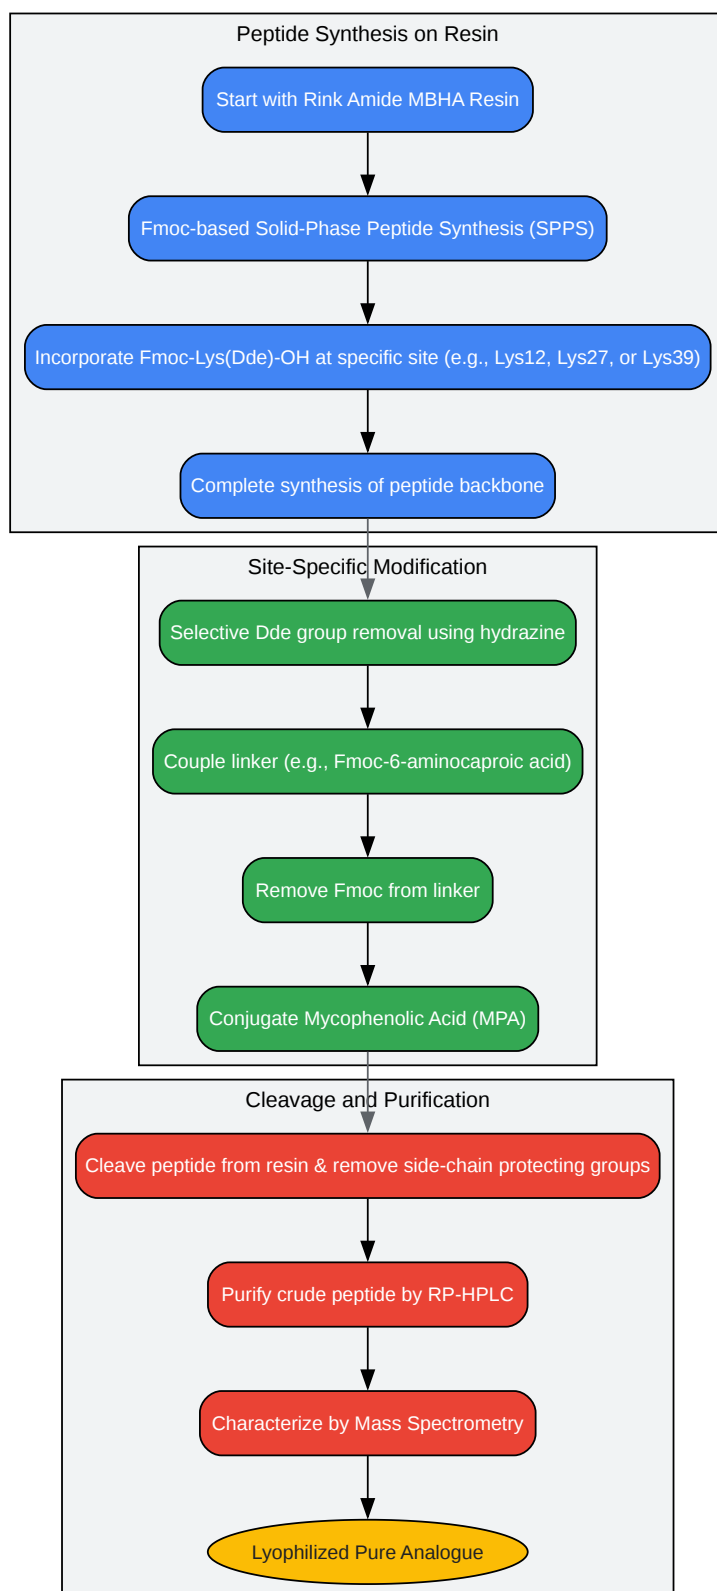 Peptide Synthesis on Resin
Start with Rink Amide MBHA Resin
Fmoc-based Solid-Phase Peptide Synthesis (SPPS)
Incorporate Fmoc-Lys(Dde)-OH at specific site (e.g., Lys12, Lys27, or Lys39)
Complete synthesis of peptide backbone
Site-Specific Modification
Selective Dde group removal using hydrazine
Couple linker (e.g., Fmoc-6-aminocaproic acid)
Remove Fmoc from linker
Conjugate Mycophenolic Acid (MPA)
Cleavage and Purification
Cleave peptide from resin & remove side-chain protecting groups
Purify crude peptide by RP-HPLC
Characterize by Mass Spectrometry
Lyophilized Pure Analogue